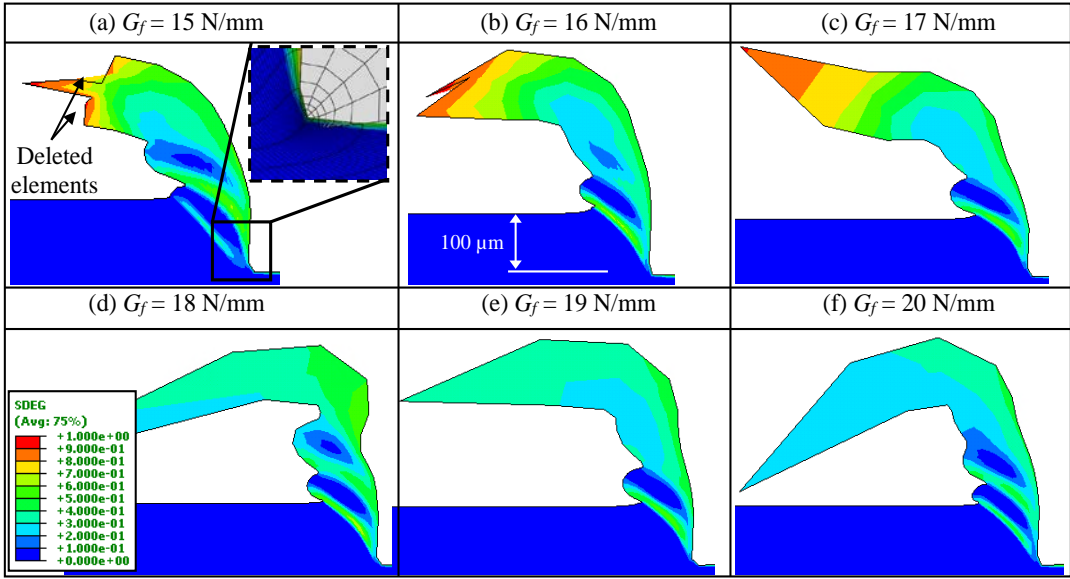 (a) Gf = 15 N/mm
(b) Gf = 16 N/mm
(c) Gf = 17 N/mm
Deleted
elements
100 µm
(d) Gf = 18 N/mm
(e) Gf = 19 N/mm
(f) Gf = 20 N/mm
SDEG
(Avg: 75%)
+1.000e+00
+9.000e-01
+8.000e-01
+7.000e-01
+6.000e-01
+5.000e-01
+4.000e-01
+3.000e-01
+2.000e-01
+1.000e-01
+0.000e+00